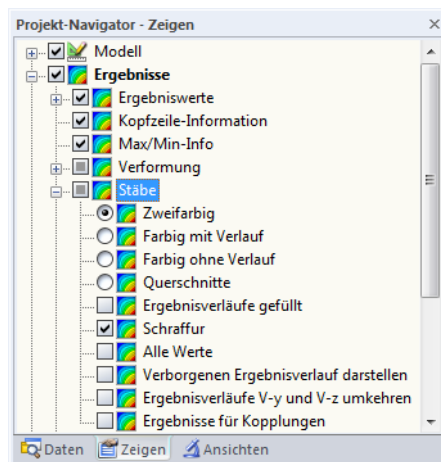 Projekt-Navigator - Zeigen
Modell
Ergebnisse
Ergebniswerte
Kopfzeile-Information
Max/Min-Info
Verformung
Stäbe
Zweifarbig
Farbig mit Verlauf
Farbig ohne Verlauf
Querschnitte
Ergebnisverläufe gefüllt
Schraffur
Alle Werte
Verborgenen Ergebnisverlauf darstellen
Ergebnisverläufe V-y und V-z umkehren
Ergebnisse für Kopplungen
Daten Zeigen Ansichten